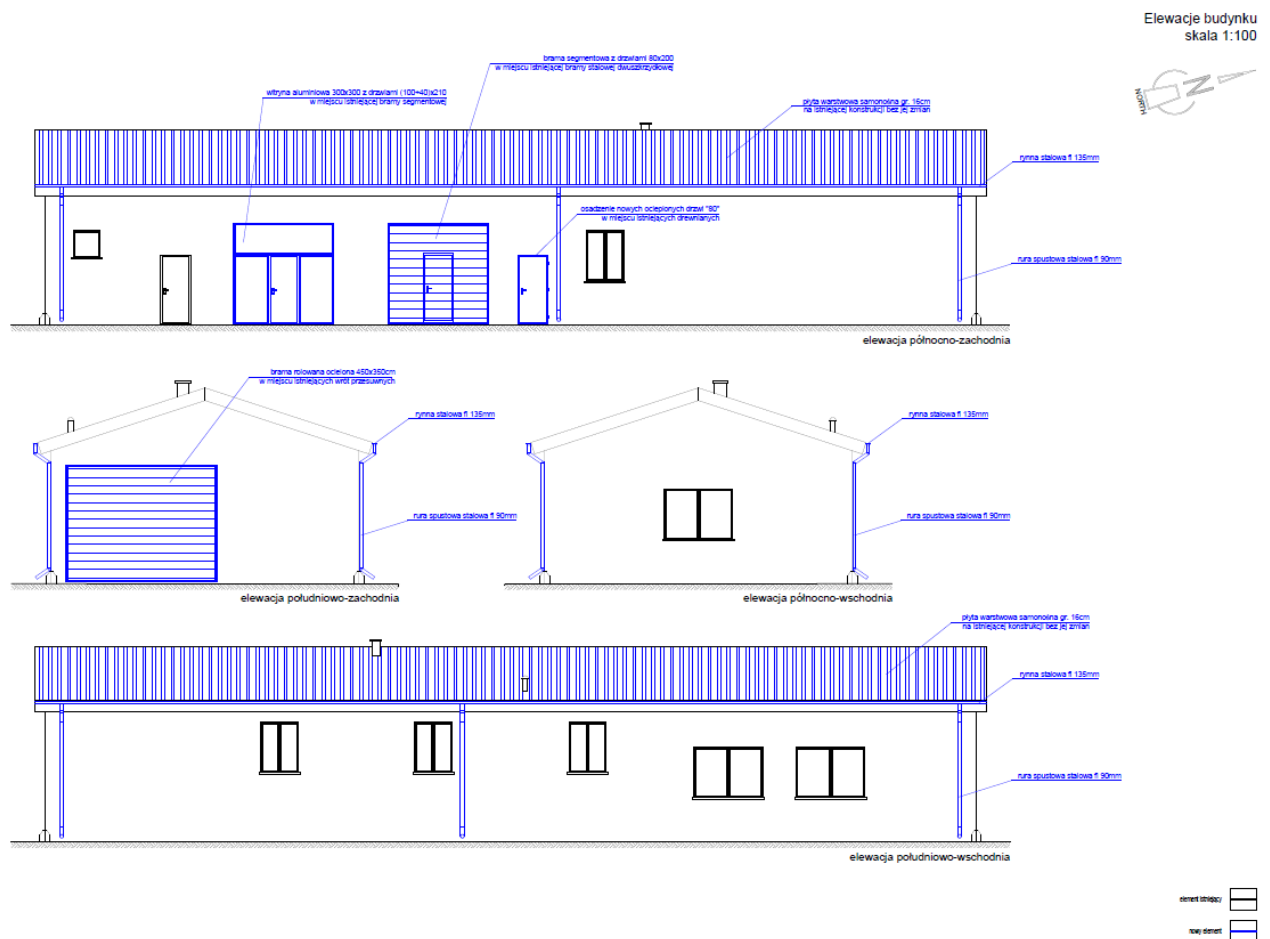 Elewacje budynku
skala 1:100
NORTH
N
brama segmentowa z drzwiami 80x200
w miejscu istniejącej bramy stalowej dwuszkrzydłowej
witryna aluminiowa 300x300 z drzwiami (100+40)x210
w miejscu istniejącej bramy segmentowej
płyta warstwowa samonośna gr. 16cm
na istniejącej konstrukcji bez jej zmian
rynna stalowa fi 135mm
osadzenie nowych ocieplonych drzwi "90"
w miejscu istniejących drewnianych
rura spustowa stalowa fi 90mm
elewacja północno-zachodnia
brama rolowana ocielona 450x350cm
w miejscu istniejących wrót przesuwnych
rynna stalowa fi 135mm
rynna stalowa fi 135mm
rura spustowa stalowa fi 90mm
rura spustowa stalowa fi 90mm
elewacja południowo-zachodnia
elewacja północno-wschodnia
płyta warstwowa samonośna gr. 16cm
na istniejącej konstrukcji bez jej zmian
rynna stalowa fi 135mm
rura spustowa stalowa fi 90mm
elewacja południowo-wschodnia
element istniejący
nowy element